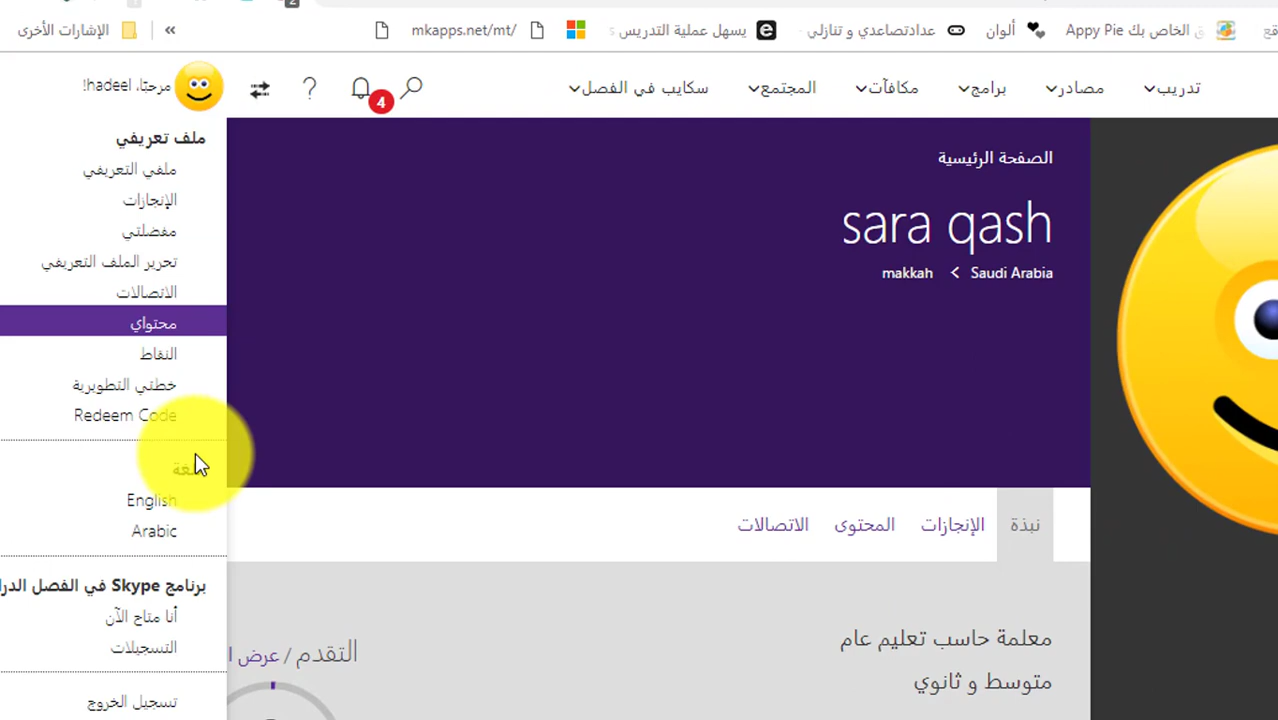 2
ق الخاص بك Appy Pie
ألوان
عدادتصاعدي و تنازلي
يسهل عملية التدريس
mkapps.net/mt/
»
الإشارات الأخرى
تدريب
مصادر
برامج
مكافآت
المجتمع
سكايب في الفصل
4
?
مرحبًا، hadeel!
الصفحة الرئيسية
sara qash
Saudi Arabia > makkah
نبذة
الإنجازات
المحتوى
الاتصالات
معلمة حاسب تعليم عام
متوسط و ثانوي
التقدم / عرض ا
ملف تعريفي
ملفي التعريفي
الإنجازات
مفضلتي
تحرير الملف التعريفي
الاتصالات
محتواي
النقاط
خطتي التطويرية
Redeem Code
English
Arabic
برنامج Skype في الفصل الدرا
أنا متاح الآن
التسجيلات
تسجيل الخروج